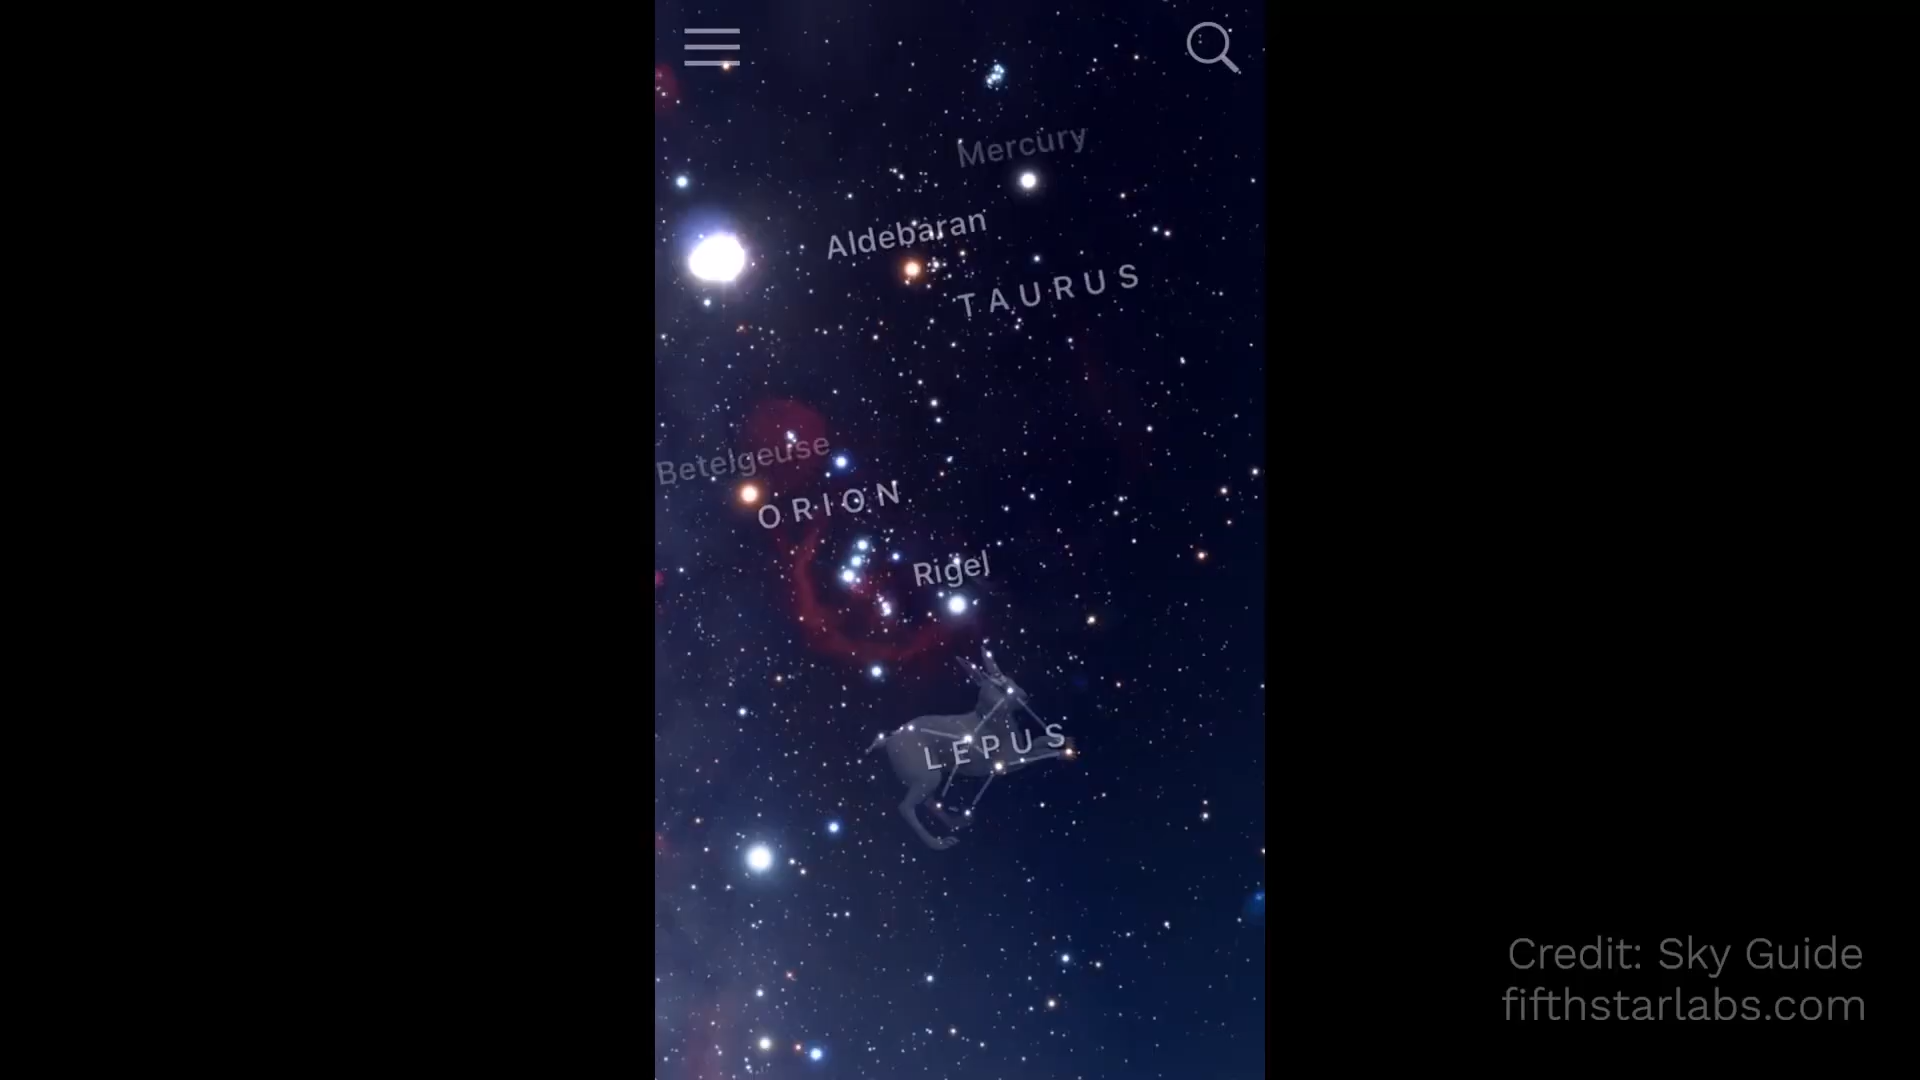 Mercury
Aldebaran
TAURUS
Betelgeuse
ORION
Rigel
LEPUS
Credit: Sky Guide
fifthstarlabs.com